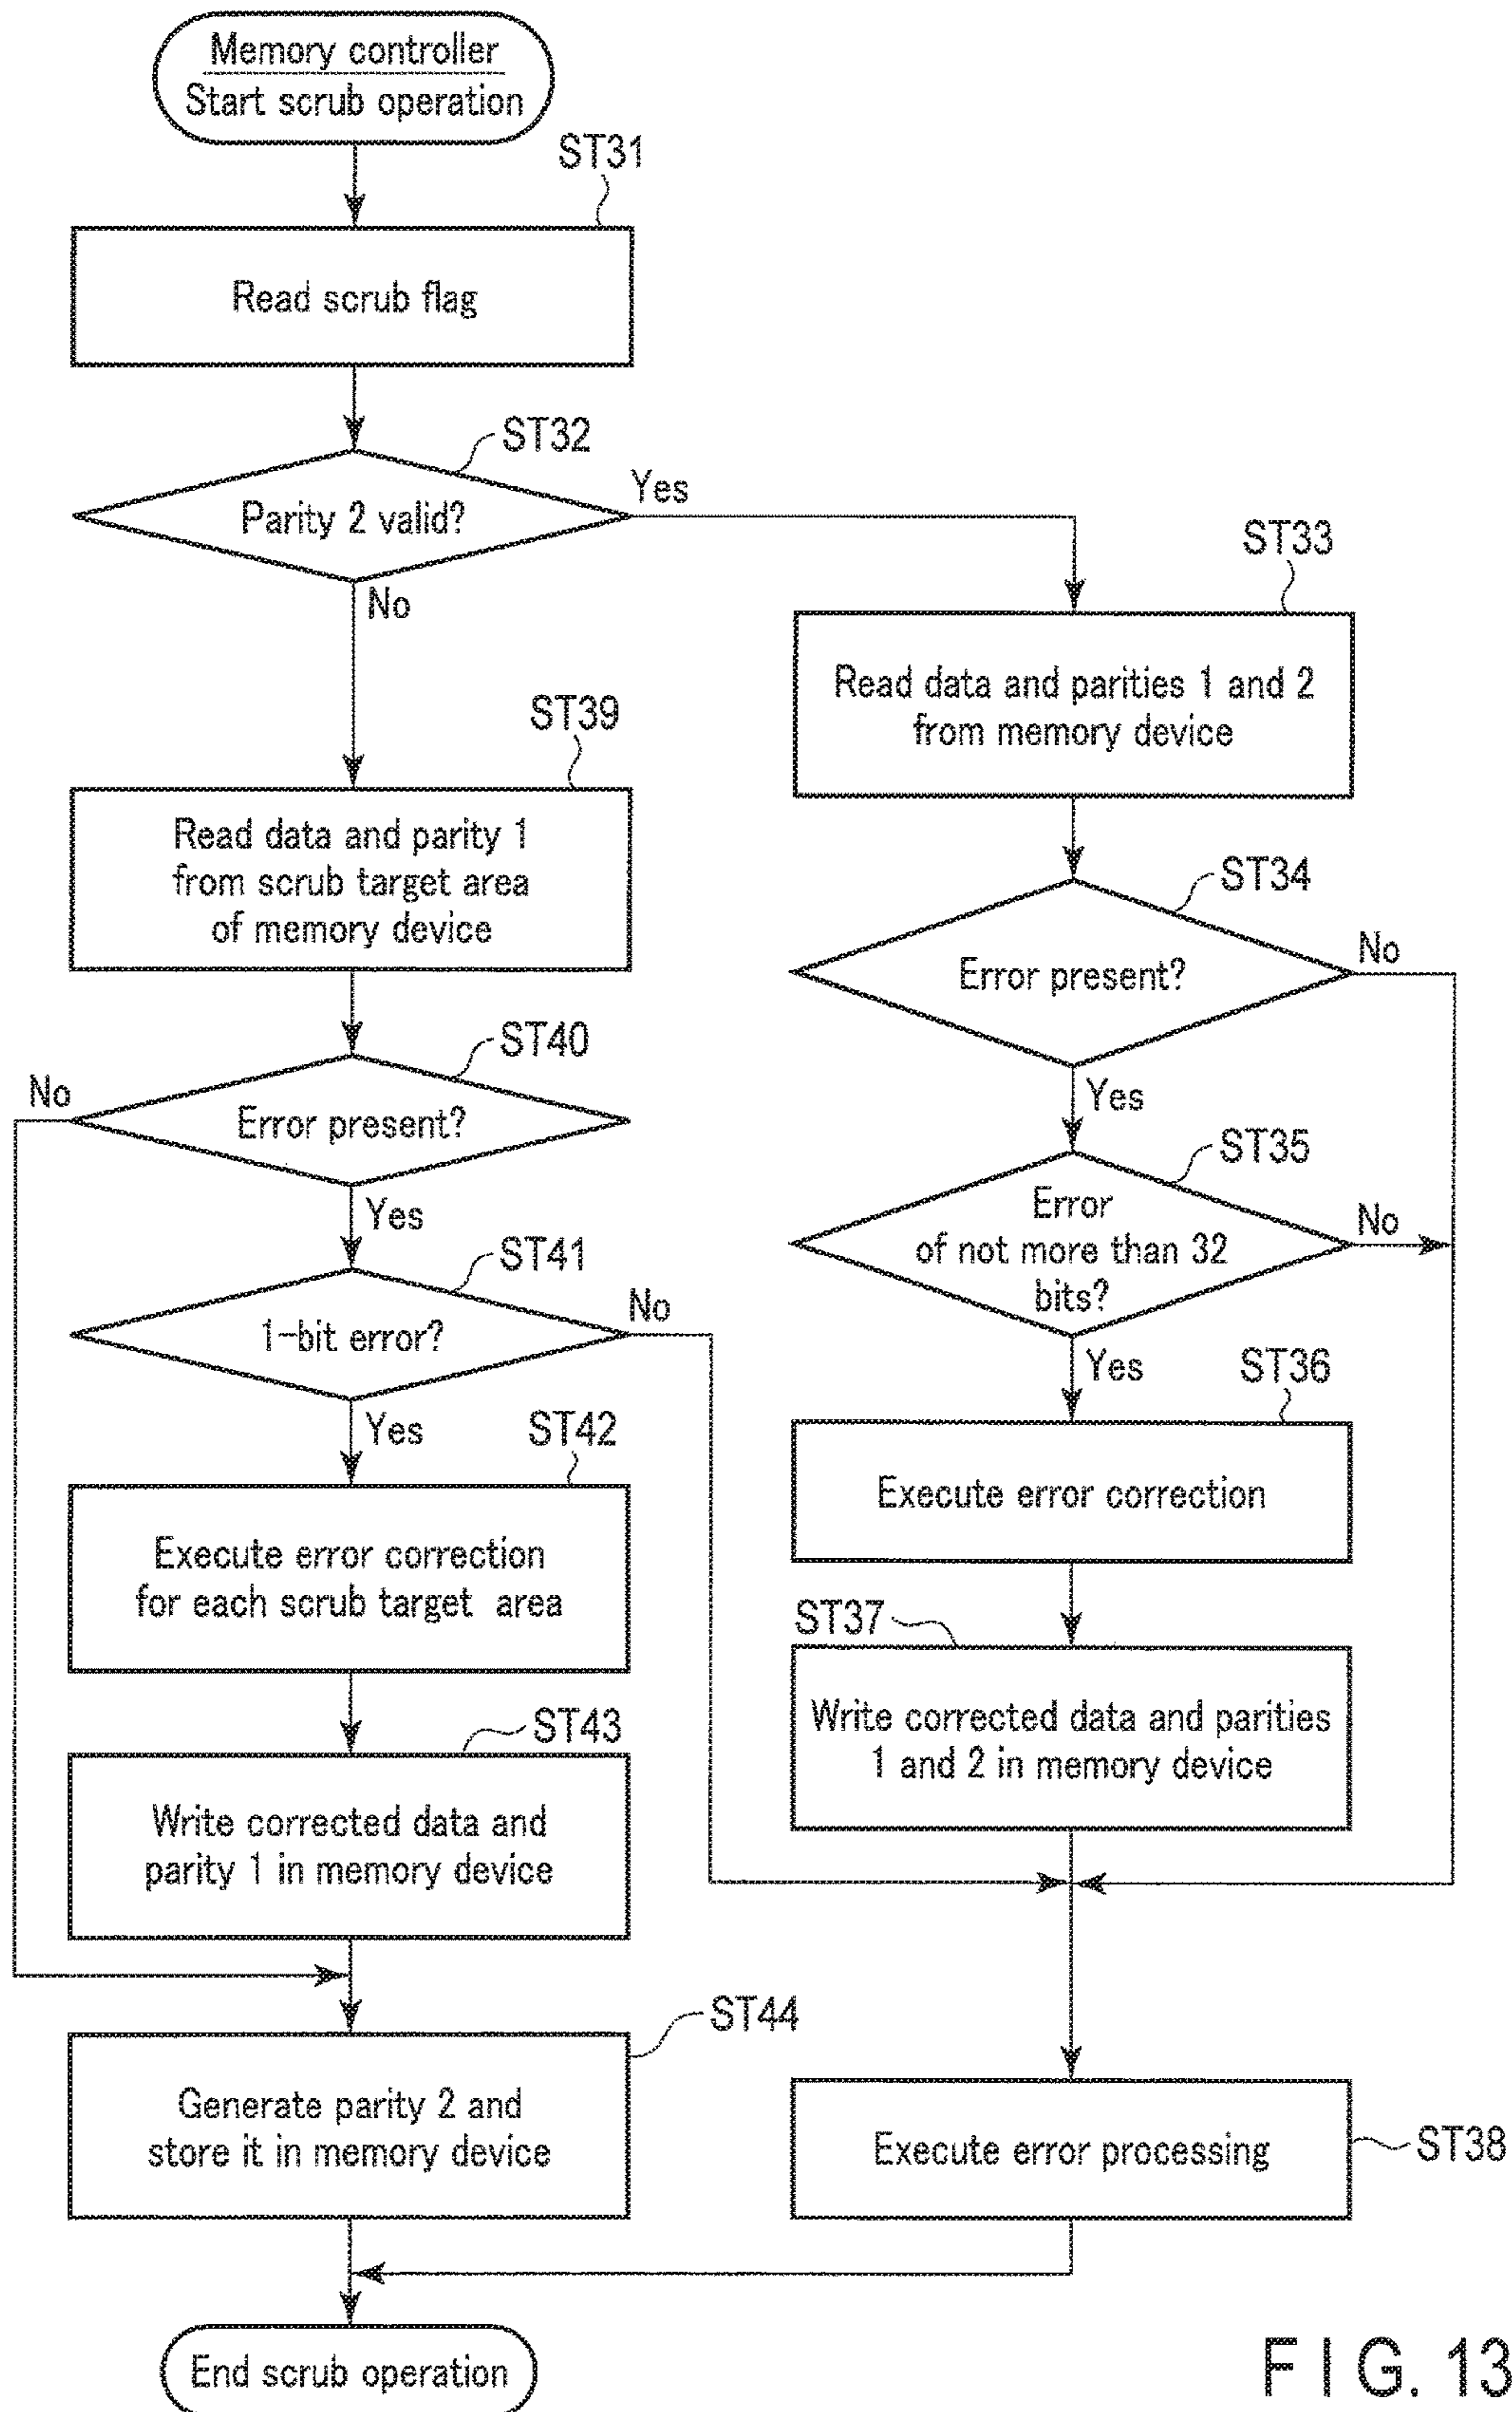 Memory controller
Start scrub operation
ST31
Read scrub flag
ST32
Parity 2 valid?
Yes
No
ST33
Read data and parities 1 and 2
from memory device
ST39
Read data and parity 1
from scrub target area
of memory device
ST34
Error present?
No
Yes
ST40
Error present?
No
Yes
ST35
Error
of not more than 32
bits?
No
Yes
ST41
1-bit error?
No
Yes
ST36
Execute error correction
ST42
Execute error correction
for each scrub target area
ST37
Write corrected data and parities
1 and 2 in memory device
ST43
Write corrected data and
parity 1 in memory device
ST44
Generate parity 2 and
store it in memory device
ST38
Execute error processing
End scrub operation
FIG. 13